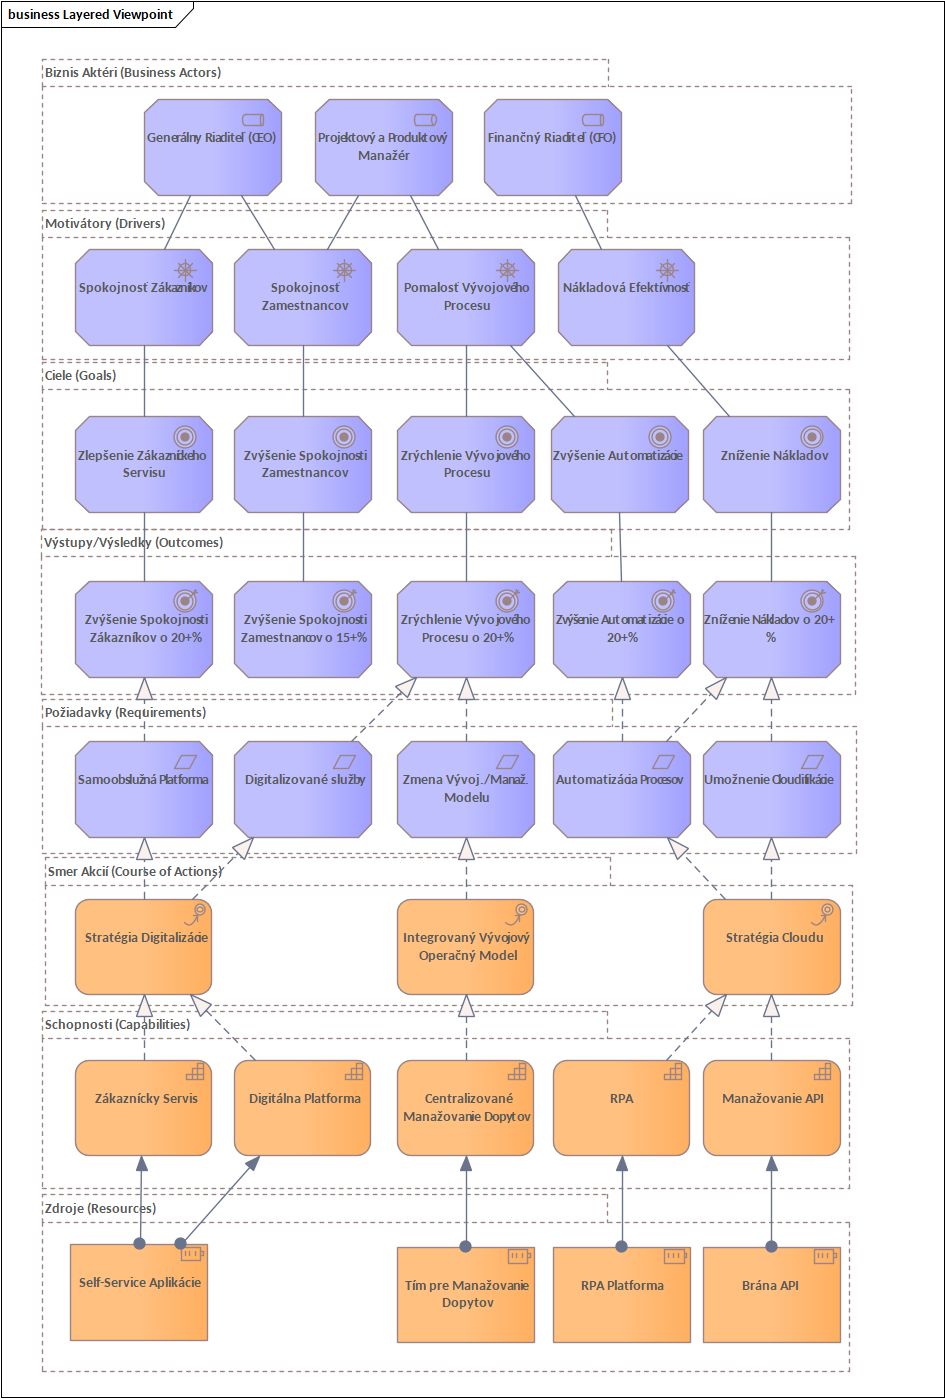 business Layered Viewpoint
Biznis Aktéri (Business Actors)
Generálny Riaditeľ (CEO)
Projektový a Produktový
Manažér
Finančný Riaditeľ (CFO)
Motivátory (Drivers)
Spokojnosť Zákazníkov
Spokojnosť
Zamestnancov
Pomalosť Vývojového
Procesu
Nákladová Efektívnosť
Ciele (Goals)
Zlepšenie Zákazníckeho
Servisu
Zvýšenie Spokojnosti
Zamestnancov
Zrýchlenie Vývojového
Procesu
Zvýšenie Automatizácie
Zníženie Nákladov
Výstupy/Výsledky (Outcomes)
Zvýšenie Spokojnosti
Zákazníkov o 20+%
Zvýšenie Spokojnosti
Zamestnancov o 15+%
Zrýchlenie Vývojového
Procesu o 20+%
Zvýšenie Automatizácie o
20+%
Zníženie Nákladov o 20+
%
Požiadavky (Requirements)
Samoobslužná Platforma
Digitalizované služby
Zmena Vývoj./Manaž.
Modelu
Automatizácia Procesov
Umožnenie Cloudifikácie
Smer Akcií (Course of Actions)
Stratégia Digitalizácie
Integrovaný Vývojový
Operačný Model
Stratégia Cloudu
Schopnosti (Capabilities)
Zákaznícky Servis
Digitálna Platforma
Centralizované
Manažovanie Dopytov
RPA
Manažovanie API
Zdroje (Resources)
Self-Service Aplikácie
Tím pre Manažovanie
Dopytov
RPA Platforma
Brána API